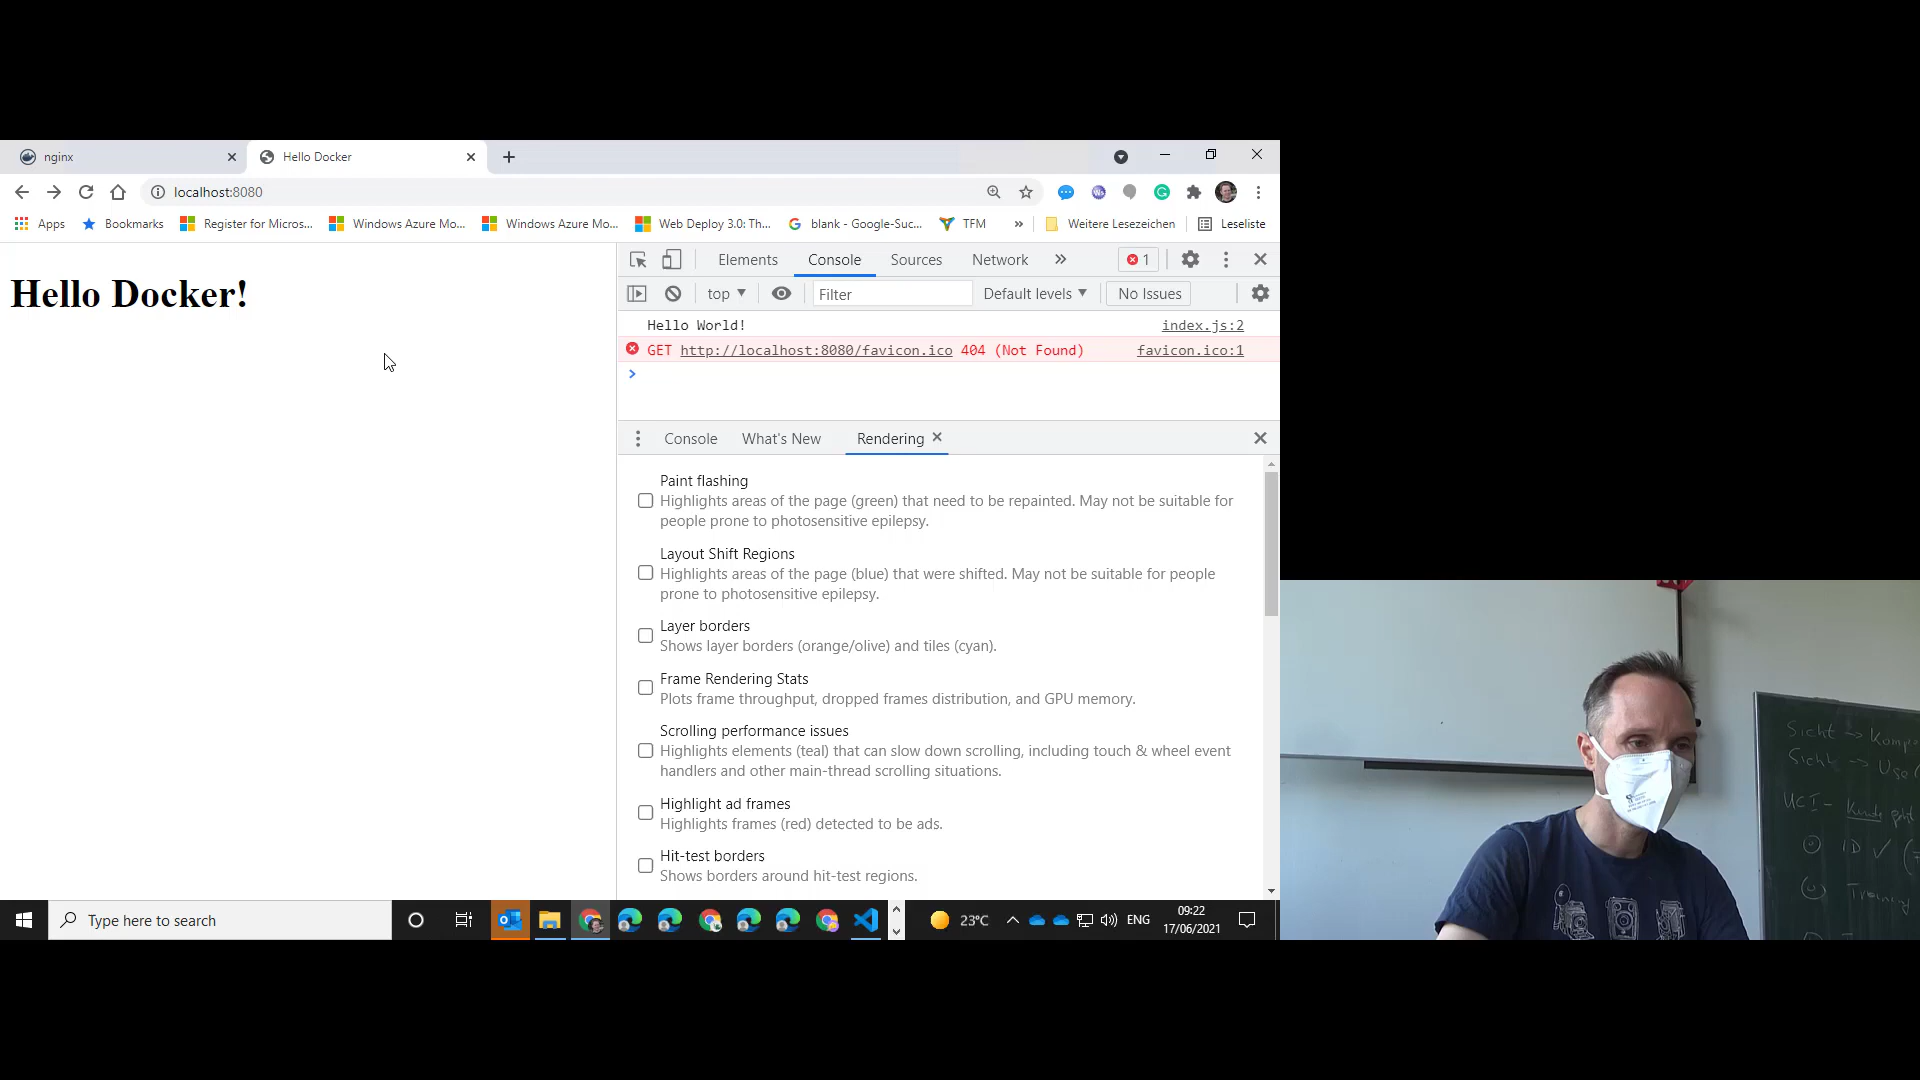 nginx
Hello Docker
localhost:8080
Apps
Bookmarks
Register for Micros...
Windows Azure Mo...
Windows Azure Mo...
Web Deploy 3.0: Th...
blank - Google-Suc...
TFM
»
Weitere Lesezeichen
Leseliste
Hello Docker!
Elements
Console
Sources
Network
»
1
top
Filter
Default levels
No Issues
Hello World!
index.js:2
GET http://localhost:8080/favicon.ico 404 (Not Found)
favicon.ico:1
>
Console
What's New
Rendering
Paint flashing
Highlights areas of the page (green) that need to be repainted. May not be suitable for
people prone to photosensitive epilepsy.
Layout Shift Regions
Highlights areas of the page (blue) that were shifted. May not be suitable for people
prone to photosensitive epilepsy.
Layer borders
Shows layer borders (orange/olive) and tiles (cyan).
Frame Rendering Stats
Plots frame throughput, dropped frames distribution, and GPU memory.
Scrolling performance issues
Highlights elements (teal) that can slow down scrolling, including touch & wheel event
handlers and other main-thread scrolling situations.
Highlight ad frames
Highlights frames (red) detected to be ads.
Hit-test borders
Shows borders around hit-test regions.
Type here to search
23°C
ENG
09:22
17/06/2021
Sicht → Komp
Sicht → Use
UC1 - Kunde geht
ID ✓
Training